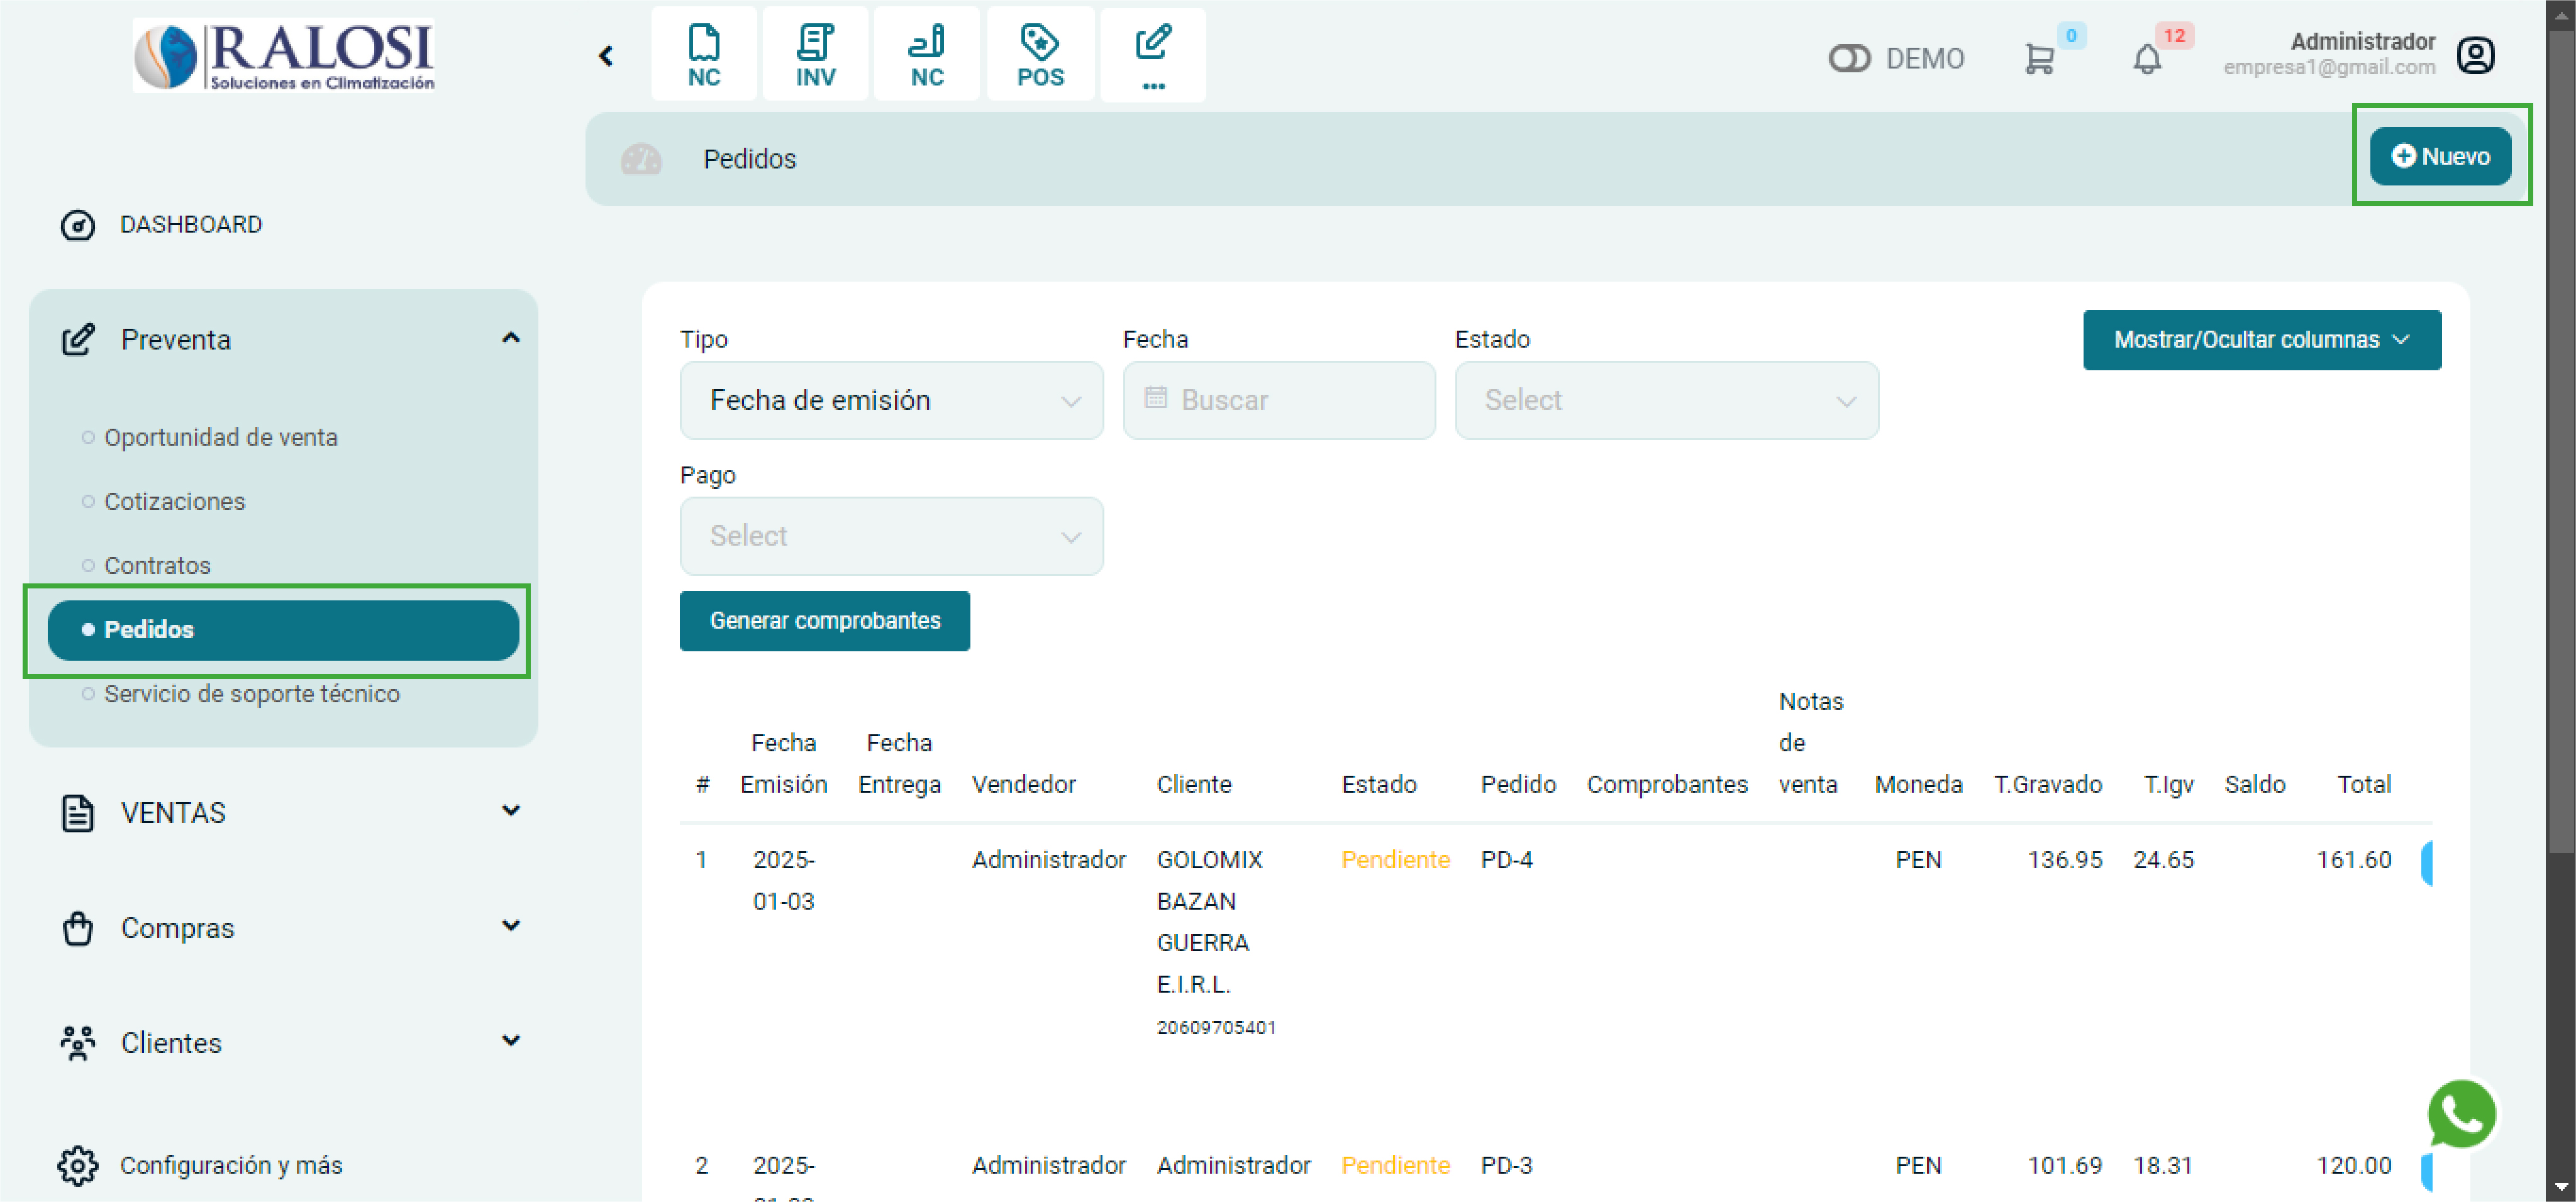 RALOSI
Soluciones en Climatización
NC
INV
NC
POS
...
DEMO
0
12
Administrador
empresa1@gmail.com
Pedidos
Nuevo
DASHBOARD
Preventa
Oportunidad de venta
Cotizaciones
Contratos
Pedidos
Servicio de soporte técnico
VENTAS
Compras
Clientes
Configuración y más
Tipo
Fecha
Estado
Mostrar/Ocultar columnas
Fecha de emisión
Buscar
Select
Pago
Select
Generar comprobantes
# Fecha Emisión Fecha Entrega Vendedor Cliente Estado Pedido Comprobantes Notas de venta Moneda T.Gravado T.Igv Saldo Total
1 2025- Administrador GOLOMIX Pendiente PD-4 PEN 136.95 24.65 161.60
01-03 BAZAN
GUERRA
E.I.R.L.
20609705401
2 2025- Administrador Administrador Pendiente PD-3 PEN 101.69 18.31 120.00